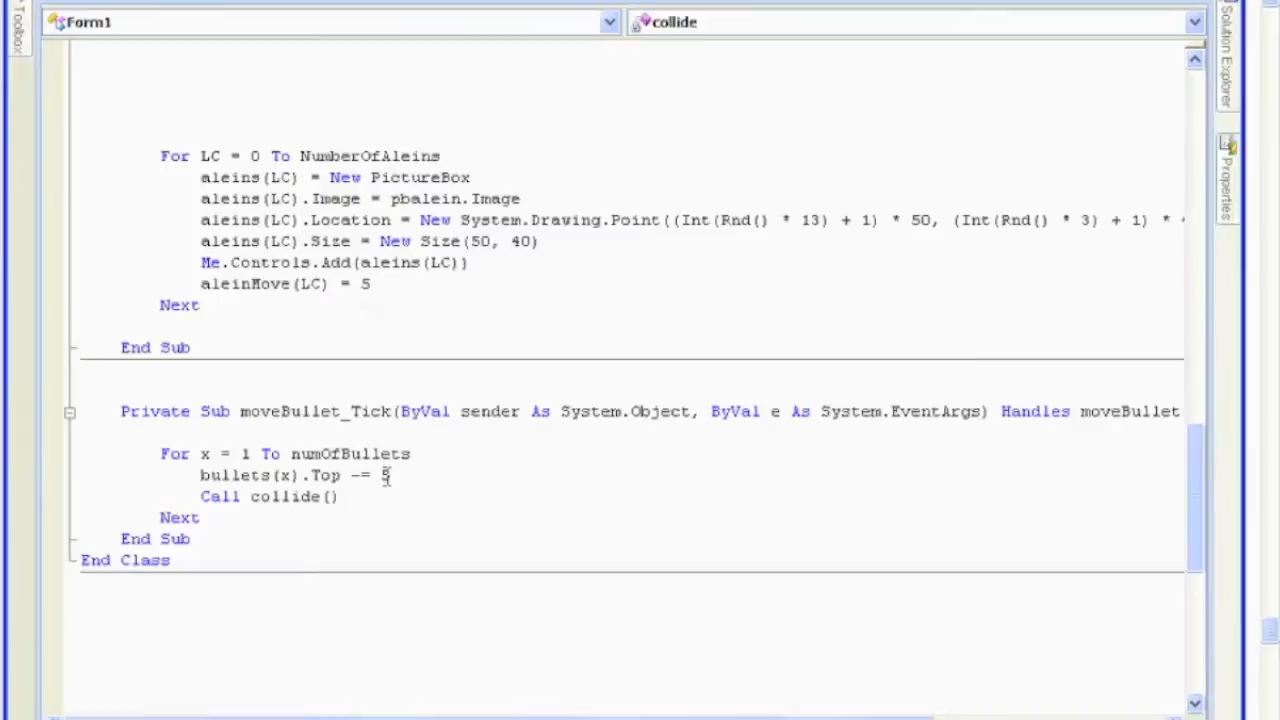 Toolbox
Form1
collide
Solution Explorer
Properties
For LC = 0 To NumberOfAleins
aleins(LC) = New PictureBox
aleins(LC).Image = pbalein.Image
aleins(LC).Location = New System.Drawing.Point((Int(Rnd() * 13) + 1) * 50, (Int(Rnd() * 3) + 1) *
aleins(LC).Size = New Size(50, 40)
Me.Controls.Add(aleins(LC))
aleinMove(LC) = 5
Next
End Sub
Private Sub moveBullet_Tick(ByVal sender As System.Object, ByVal e As System.EventArgs) Handles moveBullet
For x = 1 To numOfBullets
bullets(x).Top -=
Call collide()
Next
End Sub
End Class